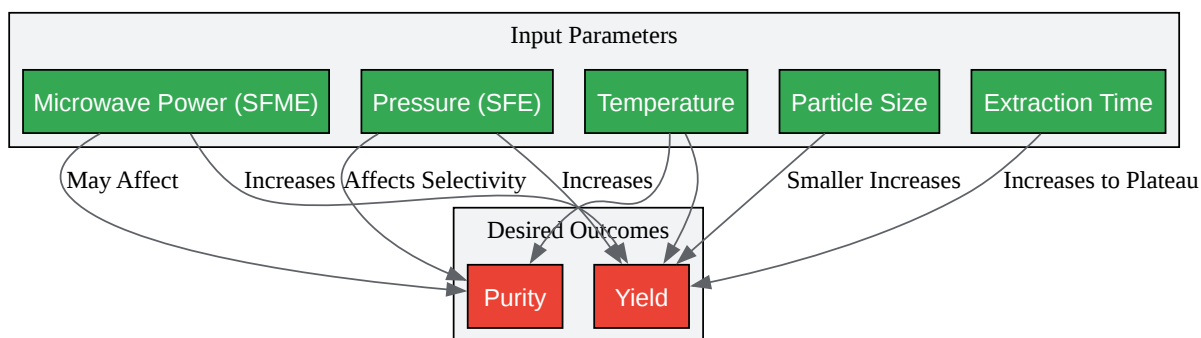 Input Parameters
Microwave Power (SFME)
Pressure (SFE)
Temperature
Particle Size
Extraction Time
May Affect
Increases
Affects Selectivity
Increases
Smaller Increases
Increases to Plateau
Desired Outcomes
Purity
Yield